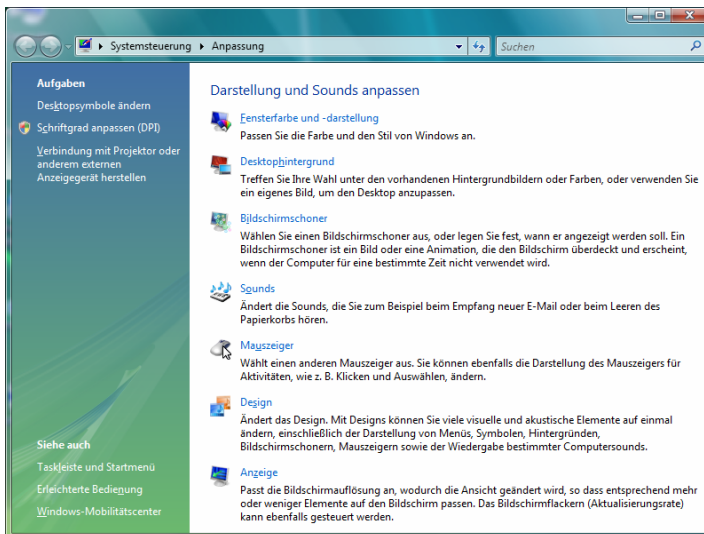 Systemsteuerung ▸ Anpassung
Suchen
Aufgaben
Desktopsymbole ändern
Schriftgrad anpassen (DPI)
Verbindung mit Projektor oder
anderem externen
Anzeigegerät herstellen
Siehe auch
Taskleiste und Startmenü
Erleichterte Bedienung
Windows-Mobilitätscenter
Darstellung und Sounds anpassen
Fensterfarbe und -darstellung
Passen Sie die Farbe und den Stil von Windows an.
Desktophintergrund
Treffen Sie Ihre Wahl unter den vorhandenen Hintergrundbildern oder Farben, oder verwenden Sie
ein eigenes Bild, um den Desktop anzupassen.
Bildschirmschoner
Wählen Sie einen Bildschirmschoner aus, oder legen Sie fest, wann er angezeigt werden soll. Ein
Bildschirmschoner ist ein Bild oder eine Animation, die den Bildschirm überdeckt und erscheint,
wenn der Computer für eine bestimmte Zeit nicht verwendet wird.
Sounds
Ändert die Sounds, die Sie zum Beispiel beim Empfang neuer E-Mail oder beim Leeren des
Papierkorbs hören.
Mauszeiger
Wählt einen anderen Mauszeiger aus. Sie können ebenfalls die Darstellung des Mauszeigers für
Aktivitäten, wie z. B. Klicken und Auswählen, ändern.
Design
Ändert das Design. Mit Designs können Sie viele visuelle und akustische Elemente auf einmal
ändern, einschließlich der Darstellung von Menüs, Symbolen, Hintergründen,
Bildschirmschonern, Mauszeigern sowie der Wiedergabe bestimmter Computersounds.
Anzeige
Passt die Bildschirmauflösung an, wodurch die Ansicht geändert wird, so dass entsprechend mehr
oder weniger Elemente auf den Bildschirm passen. Das Bildschirmflackern (Aktualisierungsrate)
kann ebenfalls gesteuert werden.